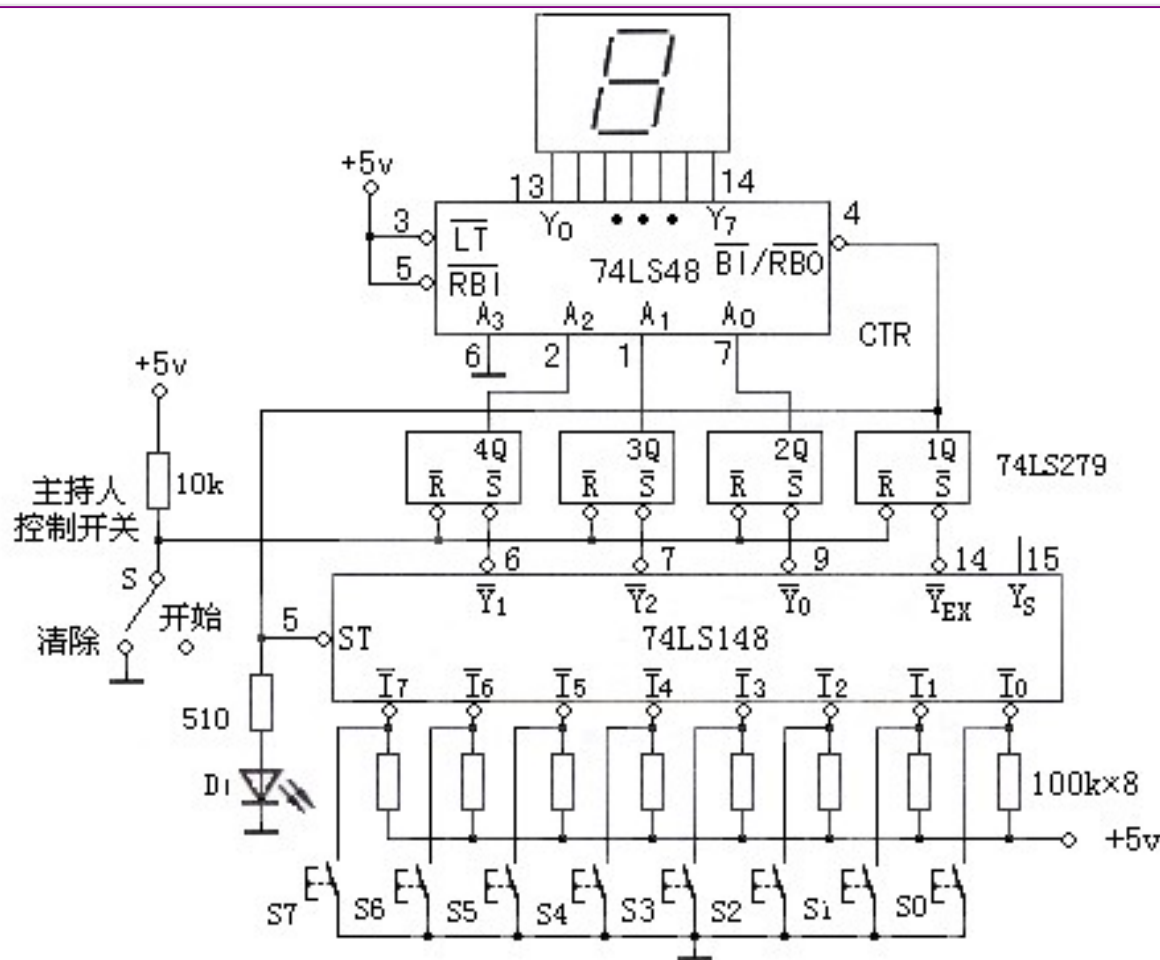 +5v
13
14
3
LT
Y0
• • •
Y7
4
5
RBI
74LS48
BI/RBO
A3
A2
A1
A0
6
2
1
7
CTR
+5v
10k
主持人
控制开关
4Q
3Q
2Q
1Q
R
S
R
S
R
S
R
S
74LS279
S
开始
清除
6
7
9
14
15
Y1
Y2
Y0
YEX
YS
5
ST
74LS148
I7
I6
I5
I4
I3
I2
I1
I0
510
D1
100k×8
+5v
S7
S6
S5
S4
S3
S2
S1
S0